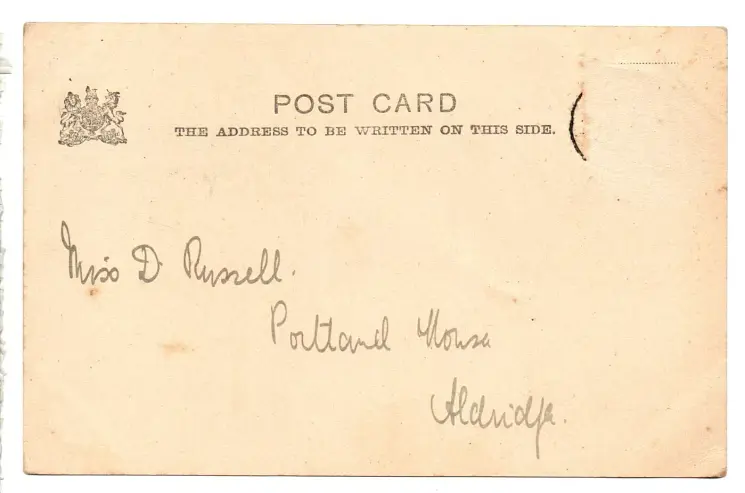 POST CARD
THE ADDRESS TO BE WRITTEN ON THIS SIDE.
Miss D. Russell.
Portland House
Aldridge.